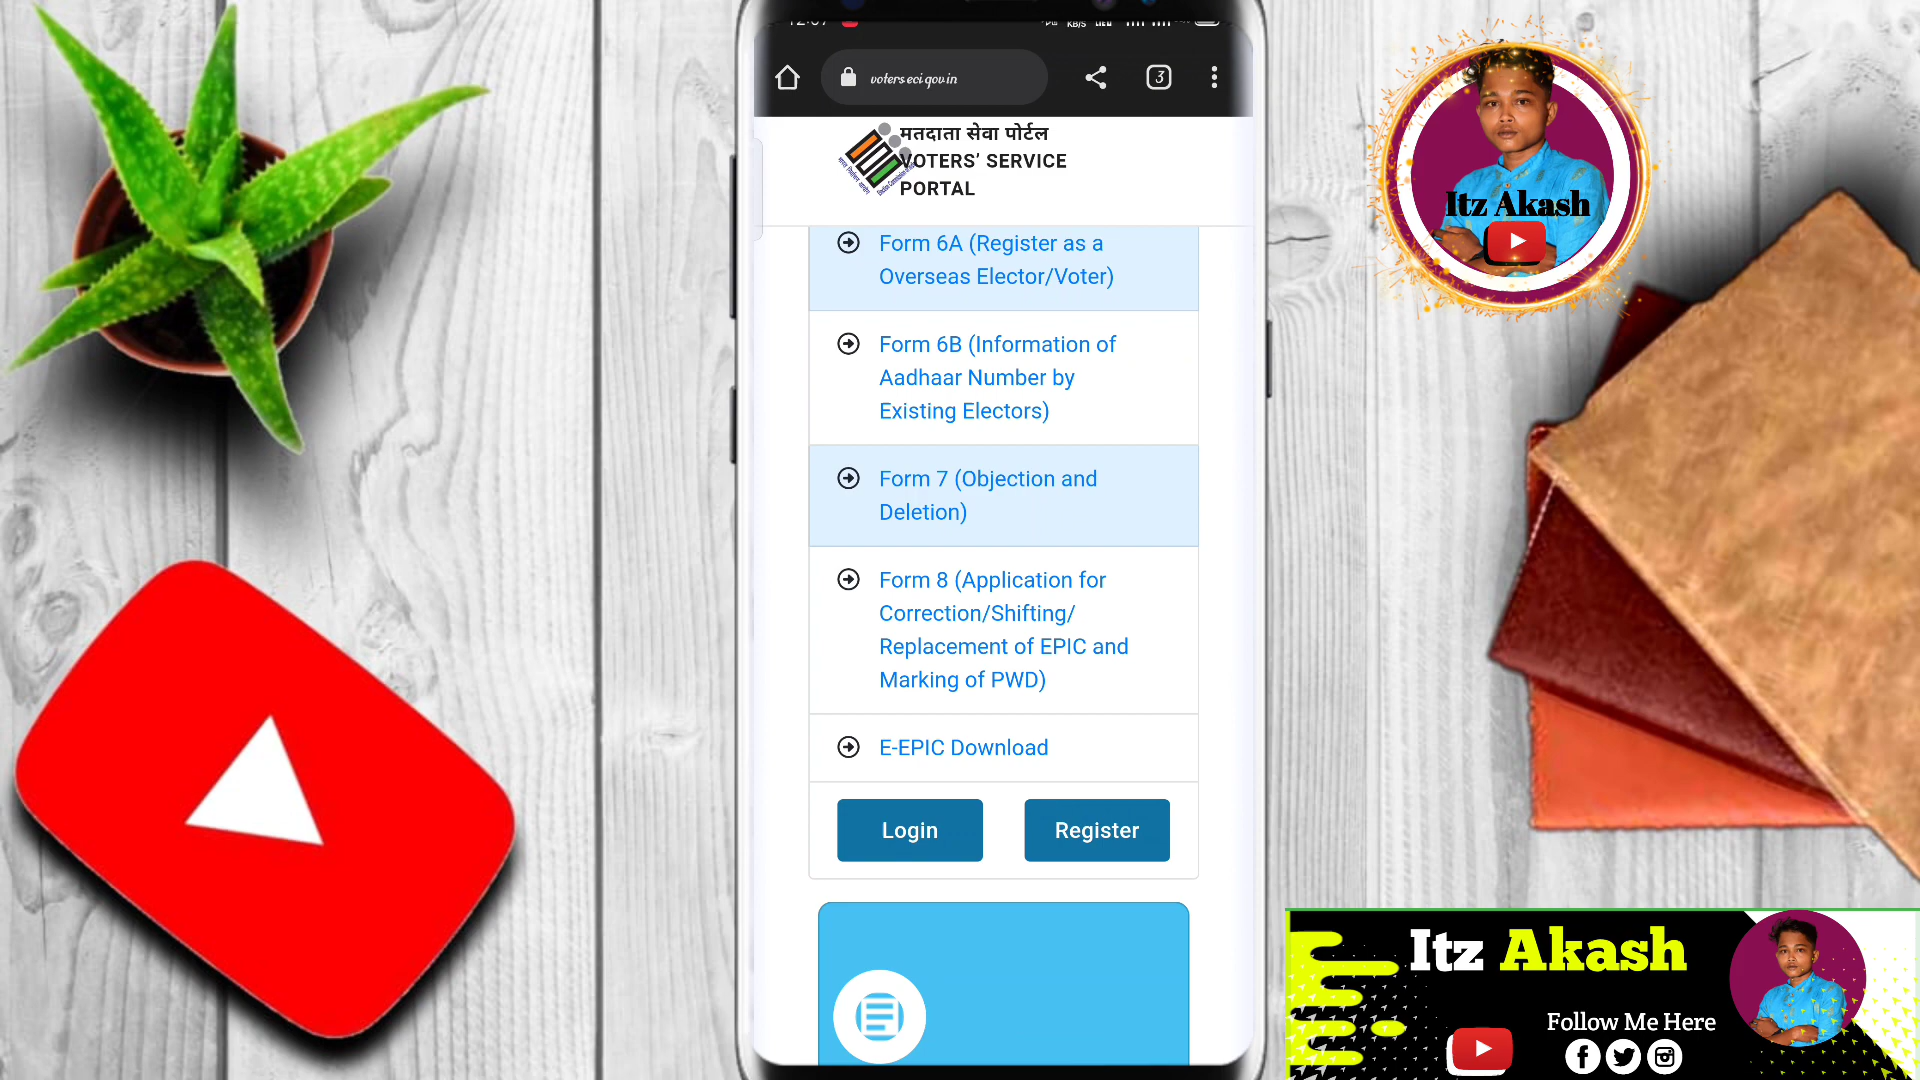 voters.eci.gov.in
3
मतदाता सेवा पोर्टल
VOTERS’ SERVICE
PORTAL
Form 6A (Register as a
Overseas Elector/Voter)
Form 6B (Information of
Aadhaar Number by
Existing Electors)
Form 7 (Objection and
Deletion)
Form 8 (Application for
Correction/Shifting/
Replacement of EPIC and
Marking of PWD)
E-EPIC Download
Login
Register
Itz Akash
Itz Akash
Follow Me Here